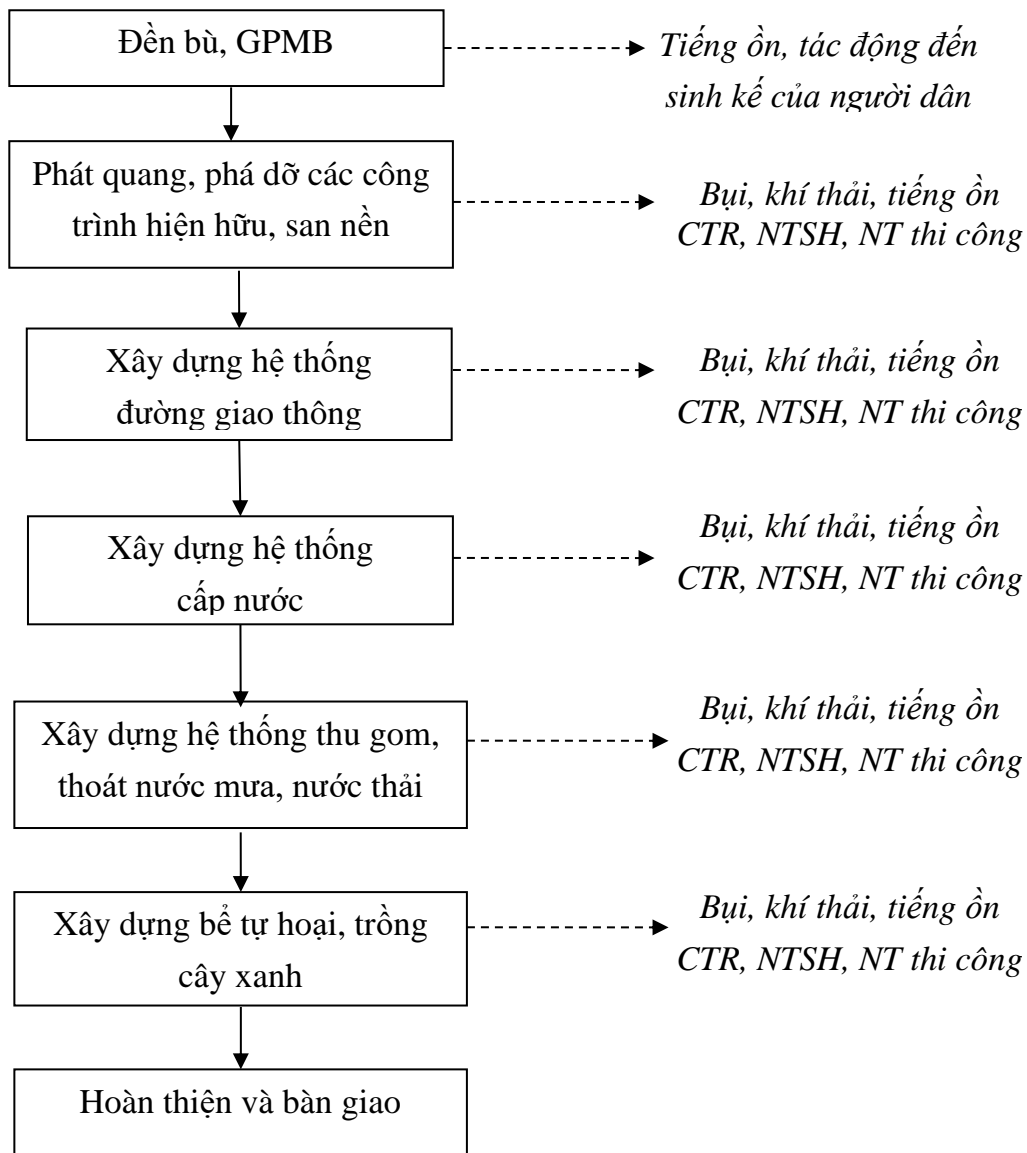 Đền bù, GPMB
Tiếng ồn, tác động đến
sinh kế của người dân
Phát quang, phá dỡ các công
trình hiện hữu, san nền
Bụi, khí thải, tiếng ồn
CTR, NTSH, NT thi công
Xây dựng hệ thống
đường giao thông
Bụi, khí thải, tiếng ồn
CTR, NTSH, NT thi công
Xây dựng hệ thống
cấp nước
Bụi, khí thải, tiếng ồn
CTR, NTSH, NT thi công
Xây dựng hệ thống thu gom,
thoát nước mưa, nước thải
Bụi, khí thải, tiếng ồn
CTR, NTSH, NT thi công
Xây dựng bể tự hoại, trồng
cây xanh
Bụi, khí thải, tiếng ồn
CTR, NTSH, NT thi công
Hoàn thiện và bàn giao